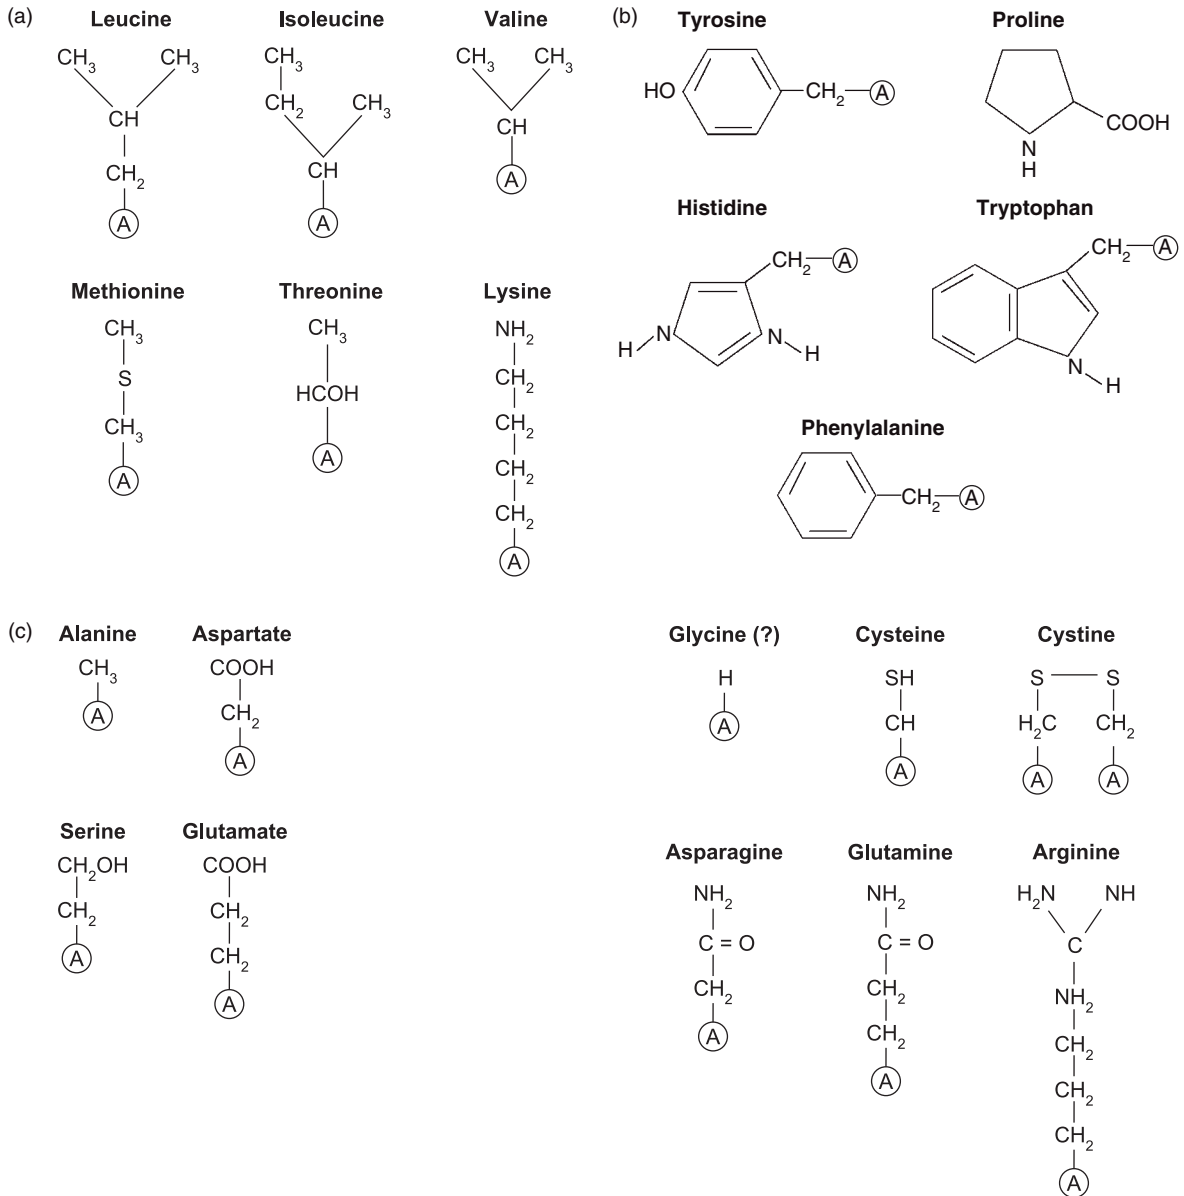 (a)
Leucine
CH₃ CH₃
CH
CH₂
A
Isoleucine
CH₃
CH₂ CH₃
CH
A
Valine
CH₃ CH₃
CH
A
Methionine
CH₃
S
CH₃
A
Threonine
CH₃
HCOH
A
Lysine
NH₂
CH₂
CH₂
CH₂
CH₂
A
(b)
Tyrosine
HO CH₂ A
Proline
COOH
N
H
Histidine
CH₂ A
H N N H
Tryptophan
CH₂ A
N
H
Phenylalanine
CH₂ A
(c)
Alanine
CH₃
A
Aspartate
COOH
CH₂
A
Serine
CH₂OH
CH₂
A
Glutamate
COOH
CH₂
CH₂
A
Glycine (?)
H
A
Cysteine
SH
CH
A
Cystine
S S
H₂C CH₂
A A
Asparagine
NH₂
C = O
CH₂
A
Glutamine
NH₂
C = O
CH₂
CH₂
A
Arginine
H₂N NH
C
NH₂
CH₂
CH₂
CH₂
A